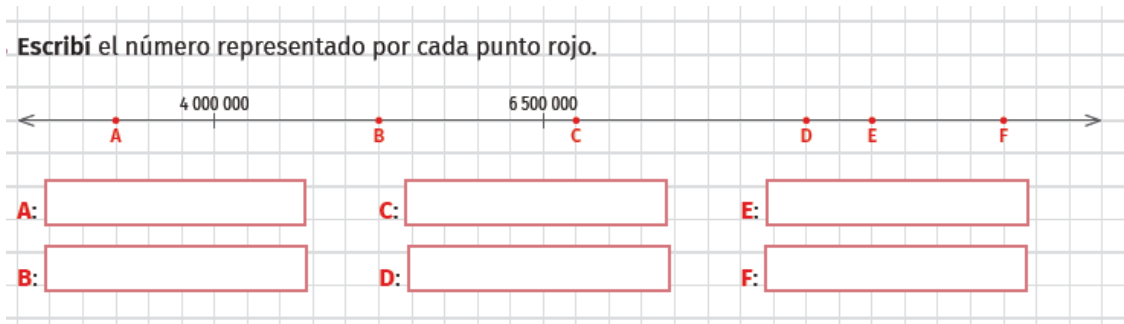 Escribí el número representado por cada punto rojo.
4 000 000 6 500 000
A B C D E F
A: C: E:
B: D: F: